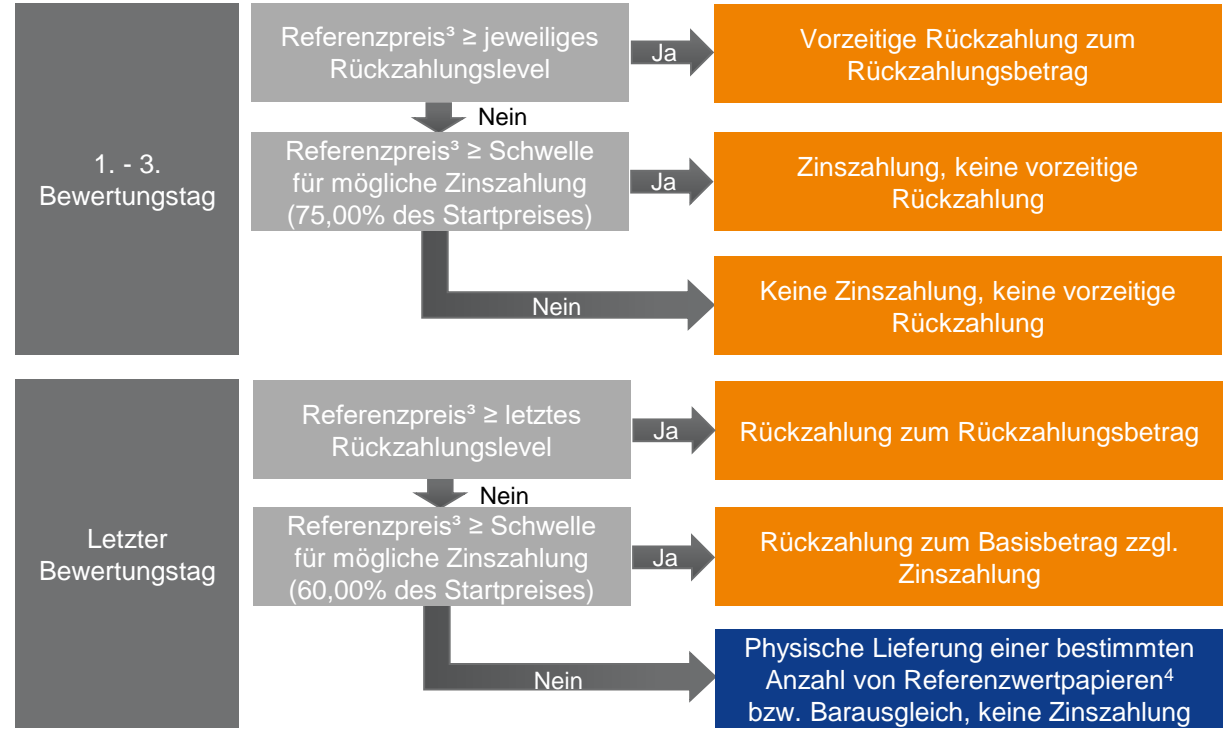 1. - 3.
Bewertungstag
Referenzpreis³ ≥ jeweiliges
Rückzahlungslevel
Ja
Vorzeitige Rückzahlung zum
Rückzahlungsbetrag
Nein
Referenzpreis³ ≥ Schwelle
für mögliche Zinszahlung
(75,00% des Startpreises)
Ja
Zinszahlung, keine vorzeitige
Rückzahlung
Nein
Keine Zinszahlung, keine vorzeitige
Rückzahlung
Letzter
Bewertungstag
Referenzpreis³ ≥ letztes
Rückzahlungslevel
Ja
Rückzahlung zum Rückzahlungsbetrag
Nein
Referenzpreis³ ≥ Schwelle
für mögliche Zinszahlung
(60,00% des Startpreises)
Ja
Rückzahlung zum Basisbetrag zzgl.
Zinszahlung
Nein
Physische Lieferung einer bestimmten
Anzahl von Referenzwertpapieren⁴
bzw. Barausgleich, keine Zinszahlung